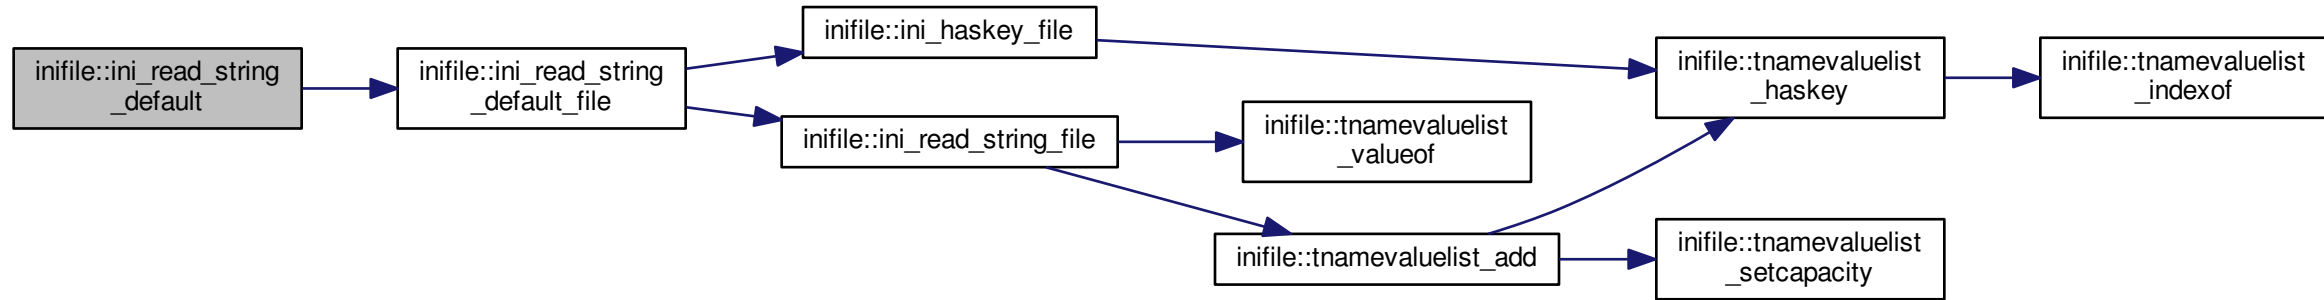 inifile::ini_read_string
_default
inifile::ini_read_string
_default_file
inifile::ini_haskey_file
inifile::ini_read_string_file
inifile::tnamevaluelist
_valueof
inifile::tnamevaluelist_add
inifile::tnamevaluelist
_haskey
inifile::tnamevaluelist
_setcapacity
inifile::tnamevaluelist
_indexof